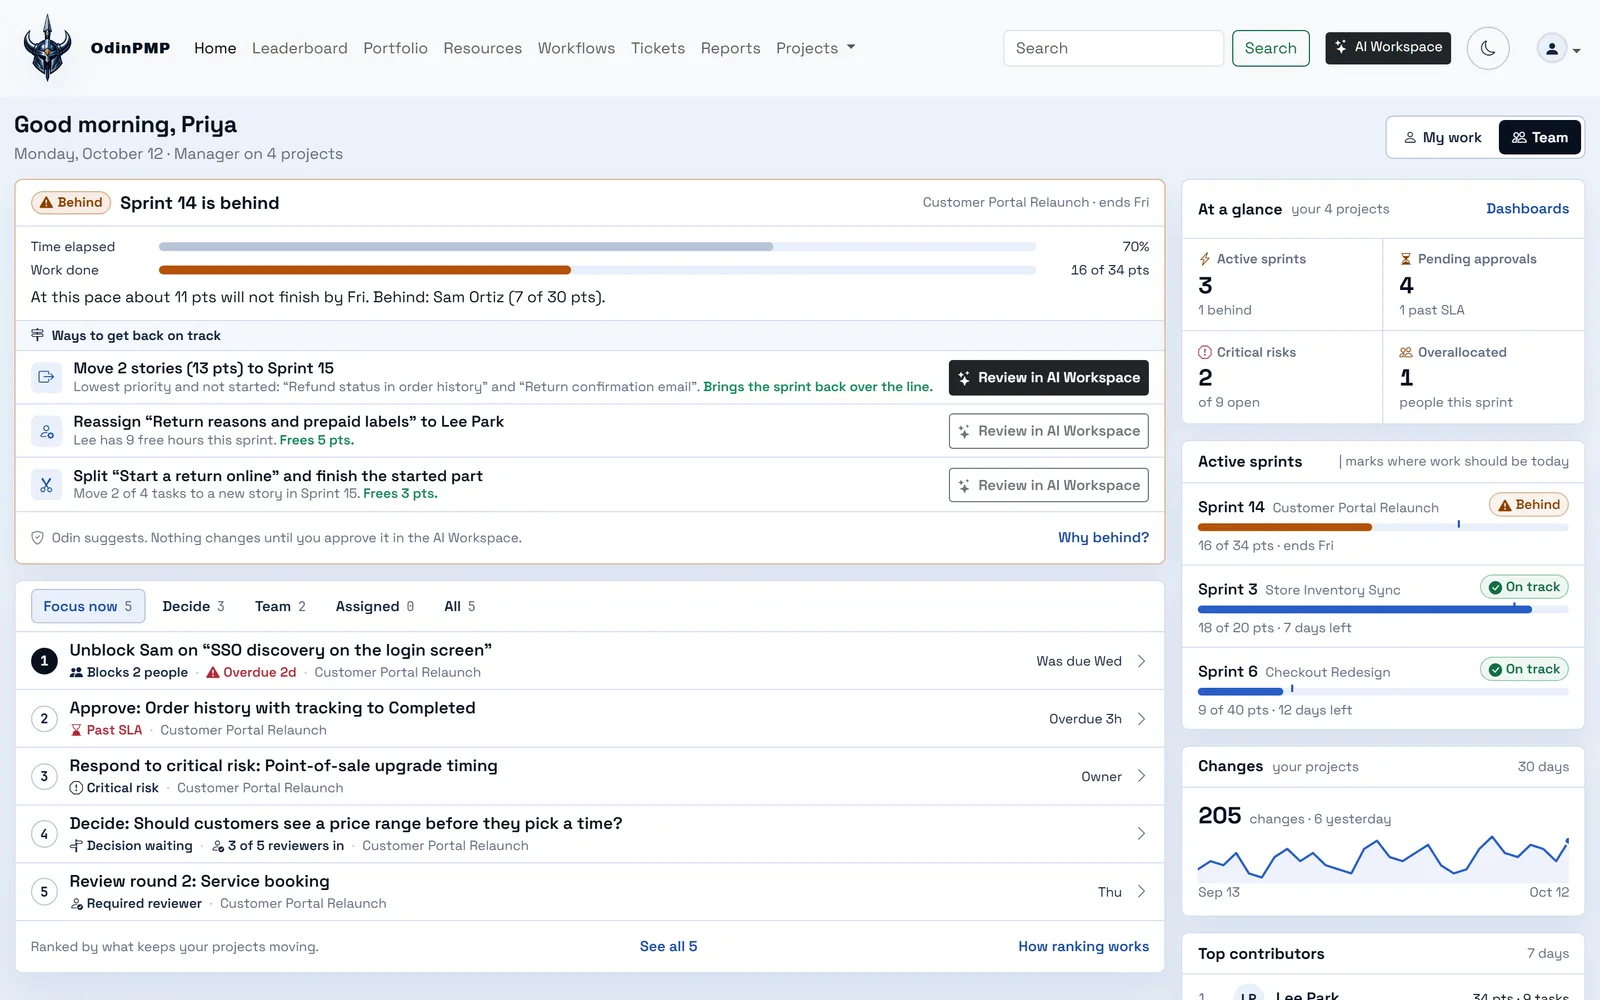 OdinPMP
Home Leaderboard Portfolio Resources Workflows Tickets Reports Projects
Search Search AI Workspace
Good morning, Priya
Monday, October 12 · Manager on 4 projects
My work Team
Behind Sprint 14 is behind
Customer Portal Relaunch · ends Fri
Time elapsed 70%
Work done 16 of 34 pts
At this pace about 11 pts will not finish by Fri. Behind: Sam Ortiz (7 of 30 pts).
Ways to get back on track
Move 2 stories (13 pts) to Sprint 15
Lowest priority and not started: “Refund status in order history” and “Return confirmation email”. Brings the sprint back over the line.
Review in AI Workspace
Reassign “Return reasons and prepaid labels” to Lee Park
Lee has 9 free hours this sprint. Frees 5 pts.
Review in AI Workspace
Split “Start a return online” and finish the started part
Move 2 of 4 tasks to a new story in Sprint 15. Frees 3 pts.
Review in AI Workspace
Odin suggests. Nothing changes until you approve it in the AI Workspace.
Why behind?
Focus now 5 Decide 3 Team 2 Assigned 0 All 5
1 Unblock Sam on “SSO discovery on the login screen”
Blocks 2 people · Overdue 2d · Customer Portal Relaunch
Was due Wed
2 Approve: Order history with tracking to Completed
Past SLA · Customer Portal Relaunch
Overdue 3h
3 Respond to critical risk: Point-of-sale upgrade timing
Critical risk · Customer Portal Relaunch
Owner
4 Decide: Should customers see a price range before they pick a time?
Decision waiting · 3 of 5 reviewers in · Customer Portal Relaunch
5 Review round 2: Service booking
Required reviewer · Customer Portal Relaunch
Thu
Ranked by what keeps your projects moving.
See all 5
How ranking works
At a glance your 4 projects
Dashboards
Active sprints
3
1 behind
Pending approvals
4
1 past SLA
Critical risks
2
of 9 open
Overallocated
1
people this sprint
Active sprints | marks where work should be today
Sprint 14 Customer Portal Relaunch Behind
16 of 34 pts · ends Fri
Sprint 3 Store Inventory Sync On track
18 of 20 pts · 7 days left
Sprint 6 Checkout Redesign On track
9 of 40 pts · 12 days left
Changes your projects 30 days
205 changes · 6 yesterday
Sep 13 Oct 12
Top contributors 7 days
1 LP Lee Park 34 pts · 9 tasks